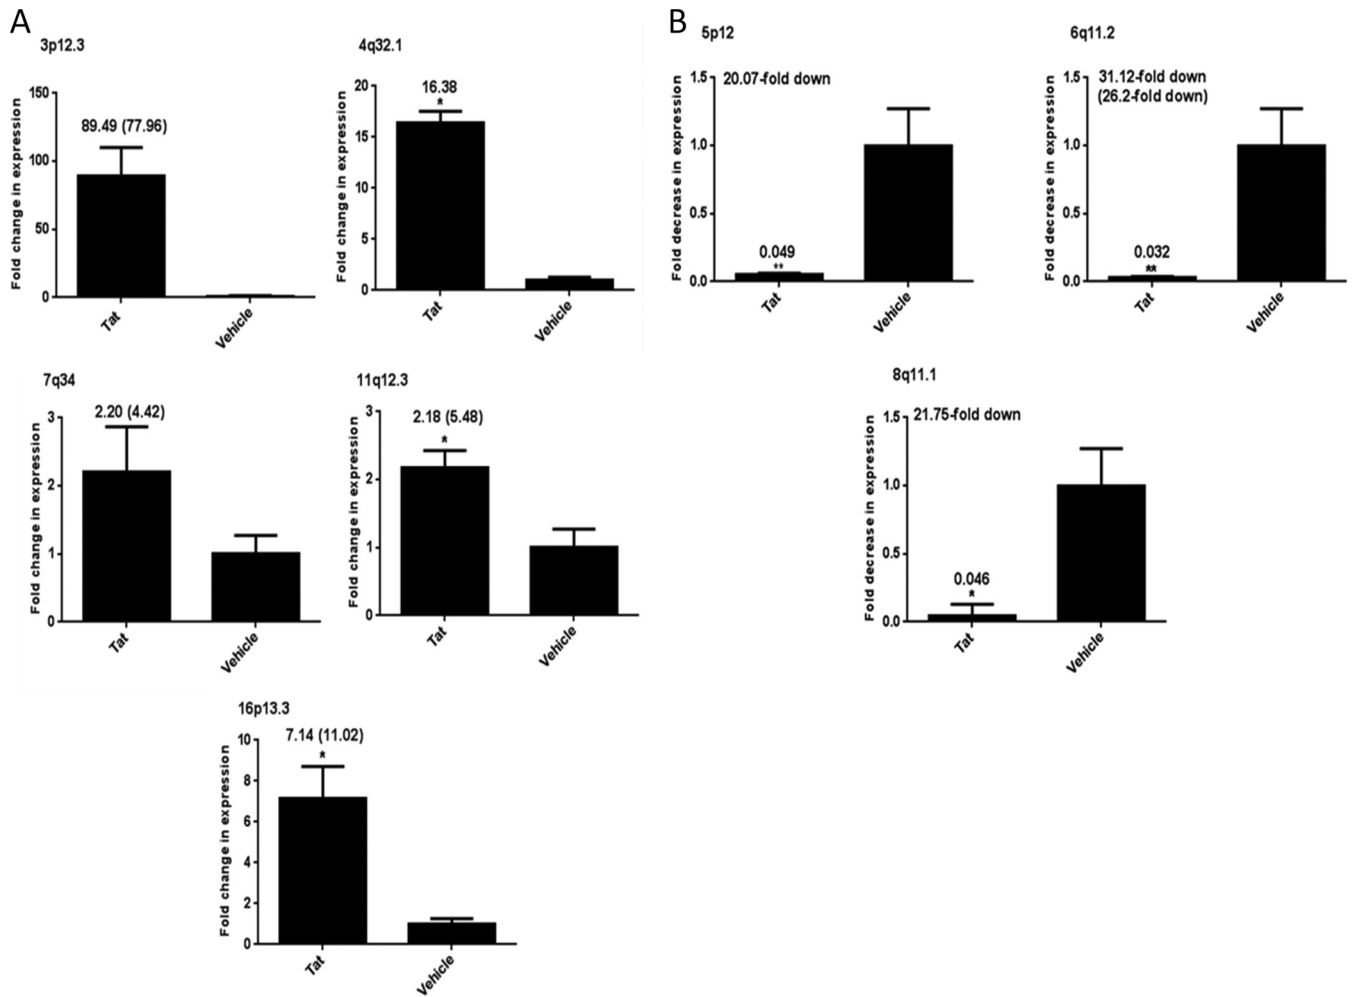 A
3p12.3
Fold change in expression
150
100
50
0
89.49 (77.96)
Tat
Vehicle
4q32.1
Fold change in expression
20
15
10
5
0
16.38
*
Tat
Vehicle
7q34
Fold change in expression
3
2
1
0
2.20 (4.42)
Tat
Vehicle
11q12.3
Fold change in expression
3
2
1
0
2.18 (5.48)
*
Tat
Vehicle
16p13.3
Fold change in expression
10
8
6
4
2
0
7.14 (11.02)
*
Tat
Vehicle
B
5p12
Fold decrease in expression
1.5
1.0
0.5
0.0
20.07-fold down
0.049
**
Tat
Vehicle
6q11.2
Fold decrease in expression
1.5
1.0
0.5
0.0
31.12-fold down
(26.2-fold down)
0.032
**
Tat
Vehicle
8q11.1
Fold decrease in expression
1.5
1.0
0.5
0.0
21.75-fold down
0.046
*
Tat
Vehicle